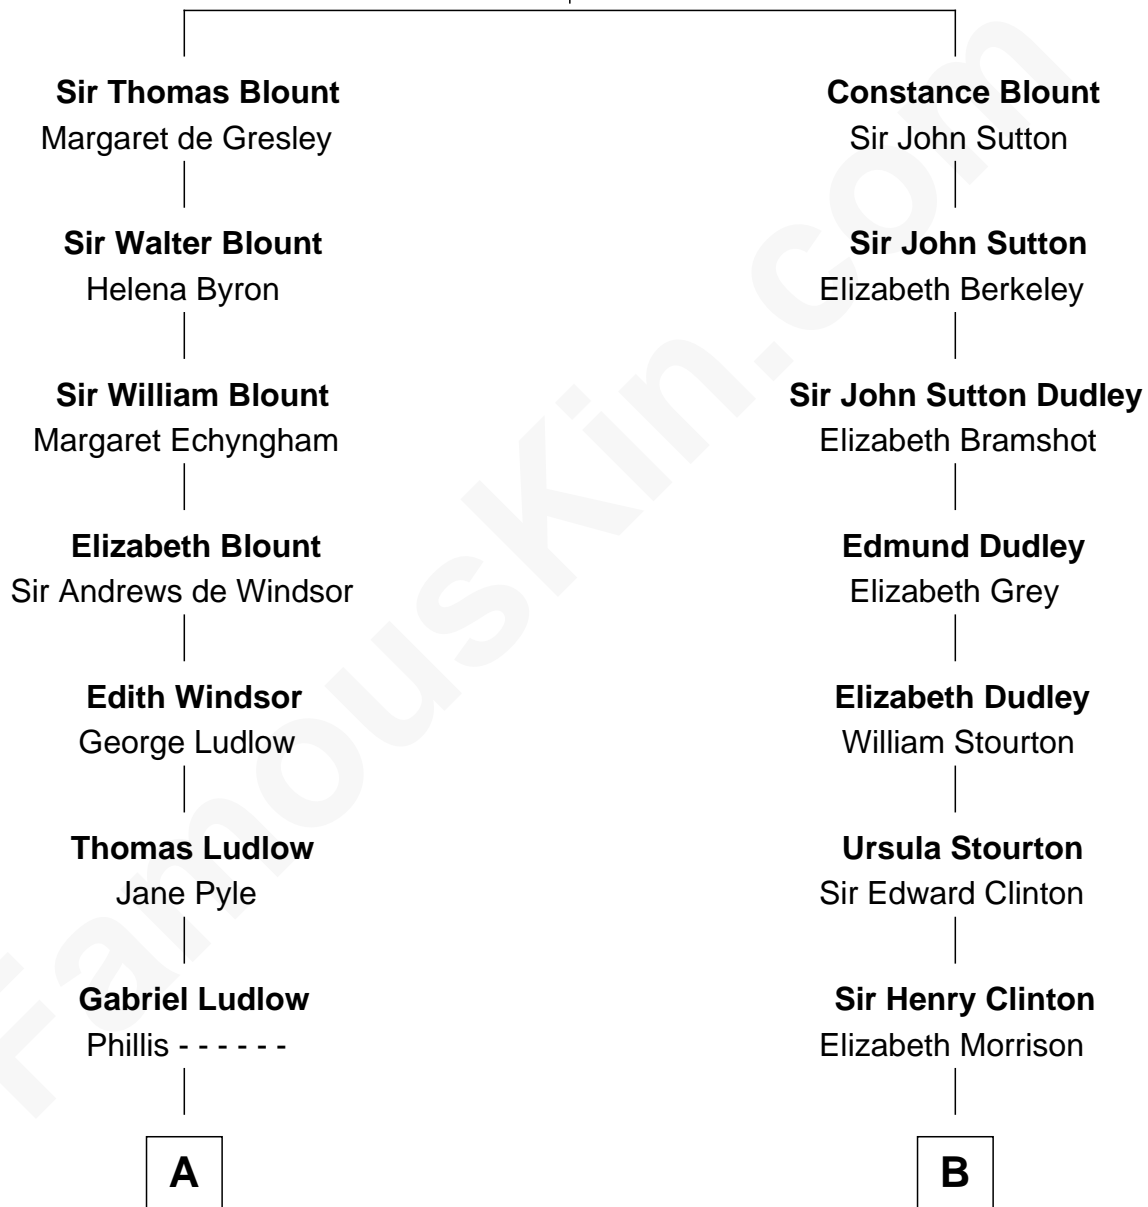 Sir Thomas Blount
Margaret de Gresley
Sir Walter Blount
Helena Byron
Sir William Blount
Margaret Echyngham
Elizabeth Blount
Sir Andrews de Windsor
Edith Windsor
George Ludlow
Thomas Ludlow
Jane Pyle
Gabriel Ludlow
Phillis - - - - - -
A
Constance Blount
Sir John Sutton
Sir John Sutton
Elizabeth Berkeley
Sir John Sutton Dudley
Elizabeth Bramshot
Edmund Dudley
Elizabeth Grey
Elizabeth Dudley
William Stourton
Ursula Stourton
Sir Edward Clinton
Sir Henry Clinton
Elizabeth Morrison
B
FamousKin.com